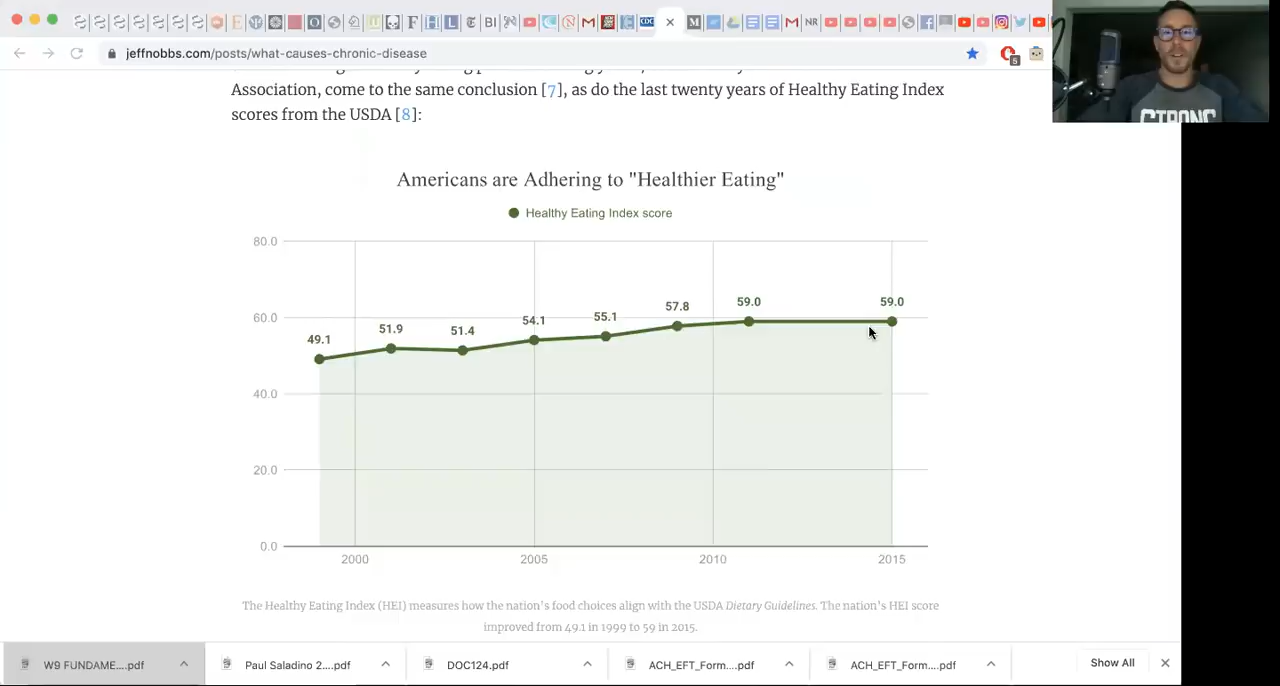 jeffnobbs.com/posts/what-causes-chronic-disease
5
Association, come to the same conclusion [7], as do the last twenty years of Healthy Eating Index
scores from the USDA [8]:
Americans are Adhering to "Healthier Eating"
Healthy Eating Index score
80.0
60.0
40.0
20.0
0.0
49.1
51.9
51.4
54.1
55.1
57.8
59.0
59.0
2000
2005
2010
2015
The Healthy Eating Index (HEI) measures how the nation's food choices align with the USDA Dietary Guidelines. The nation's HEI score
improved from 49.1 in 1999 to 59 in 2015.
W9 FUNDAME....pdf
Paul Saladino 2....pdf
DOC124.pdf
ACH_EFT_Form....pdf
ACH_EFT_Form....pdf
Show All